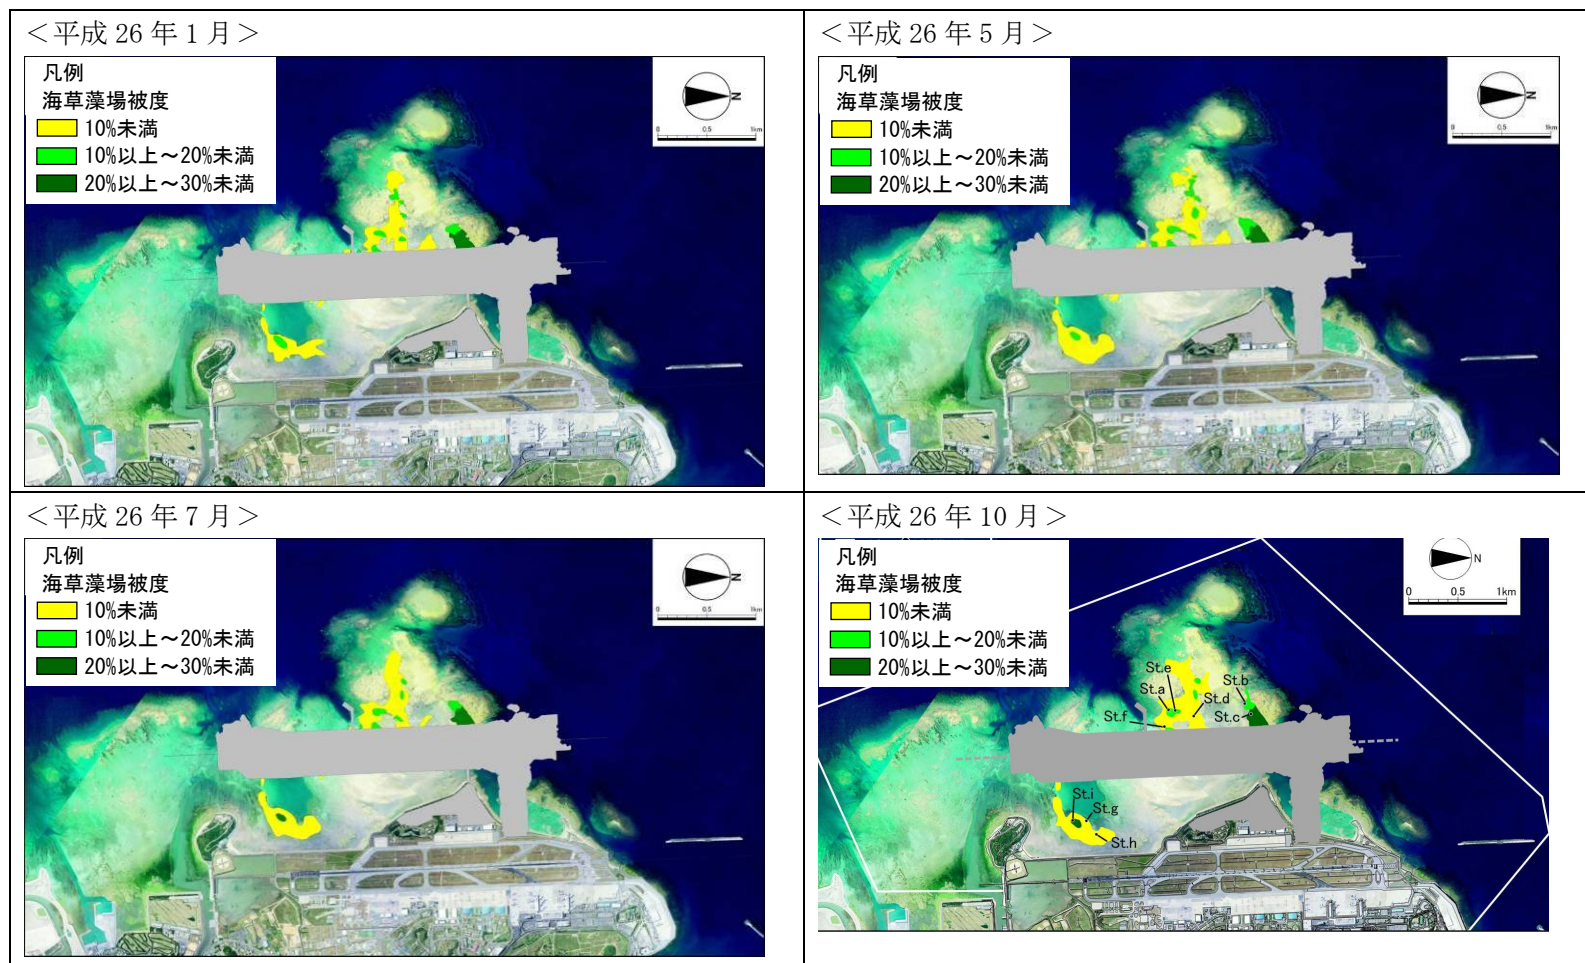 ＜平成 26 年 1 月＞
凡例
海草藻場被度
10%未満
10%以上～20%未満
20%以上～30%未満
N
0 0.5 1km
＜平成 26 年 5 月＞
凡例
海草藻場被度
10%未満
10%以上～20%未満
20%以上～30%未満
N
0 0.5 1km
＜平成 26 年 7 月＞
凡例
海草藻場被度
10%未満
10%以上～20%未満
20%以上～30%未満
N
0 0.5 1km
＜平成 26 年 10 月＞
凡例
海草藻場被度
10%未満
10%以上～20%未満
20%以上～30%未満
N
0 0.5 1km
St.e
St.a
St.b
St.d
St.f
St.c
St.i
St.g
St.h